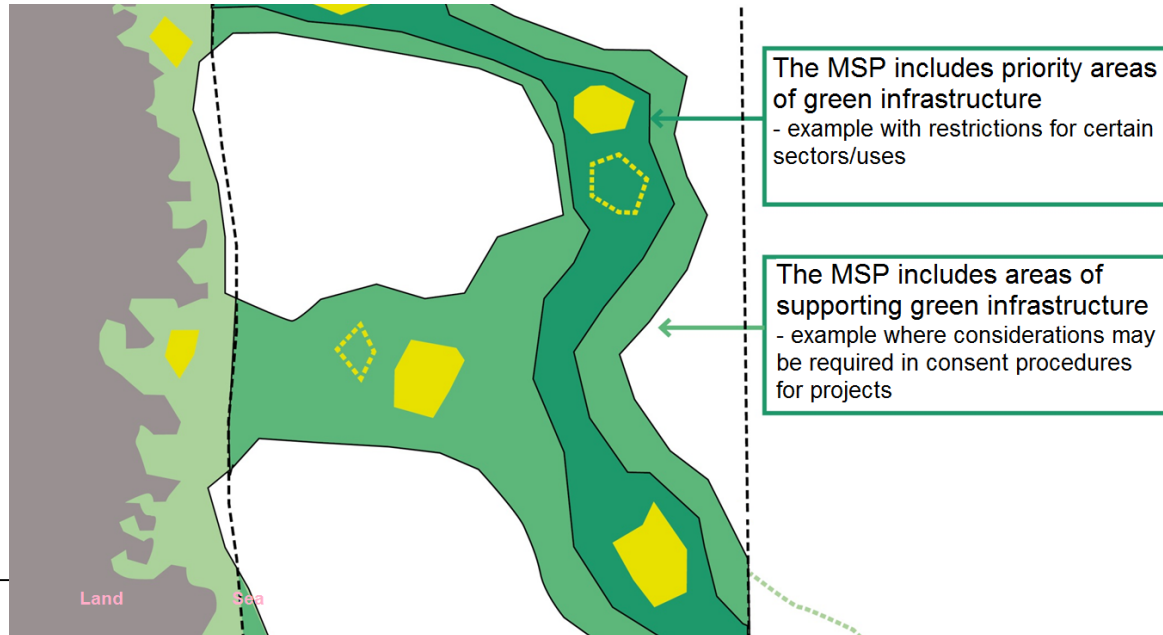 The MSP includes priority areas
of green infrastructure
- example with restrictions for certain
sectors/uses
The MSP includes areas of
supporting green infrastructure
- example where considerations may
be required in consent procedures
for projects
Land
Sea